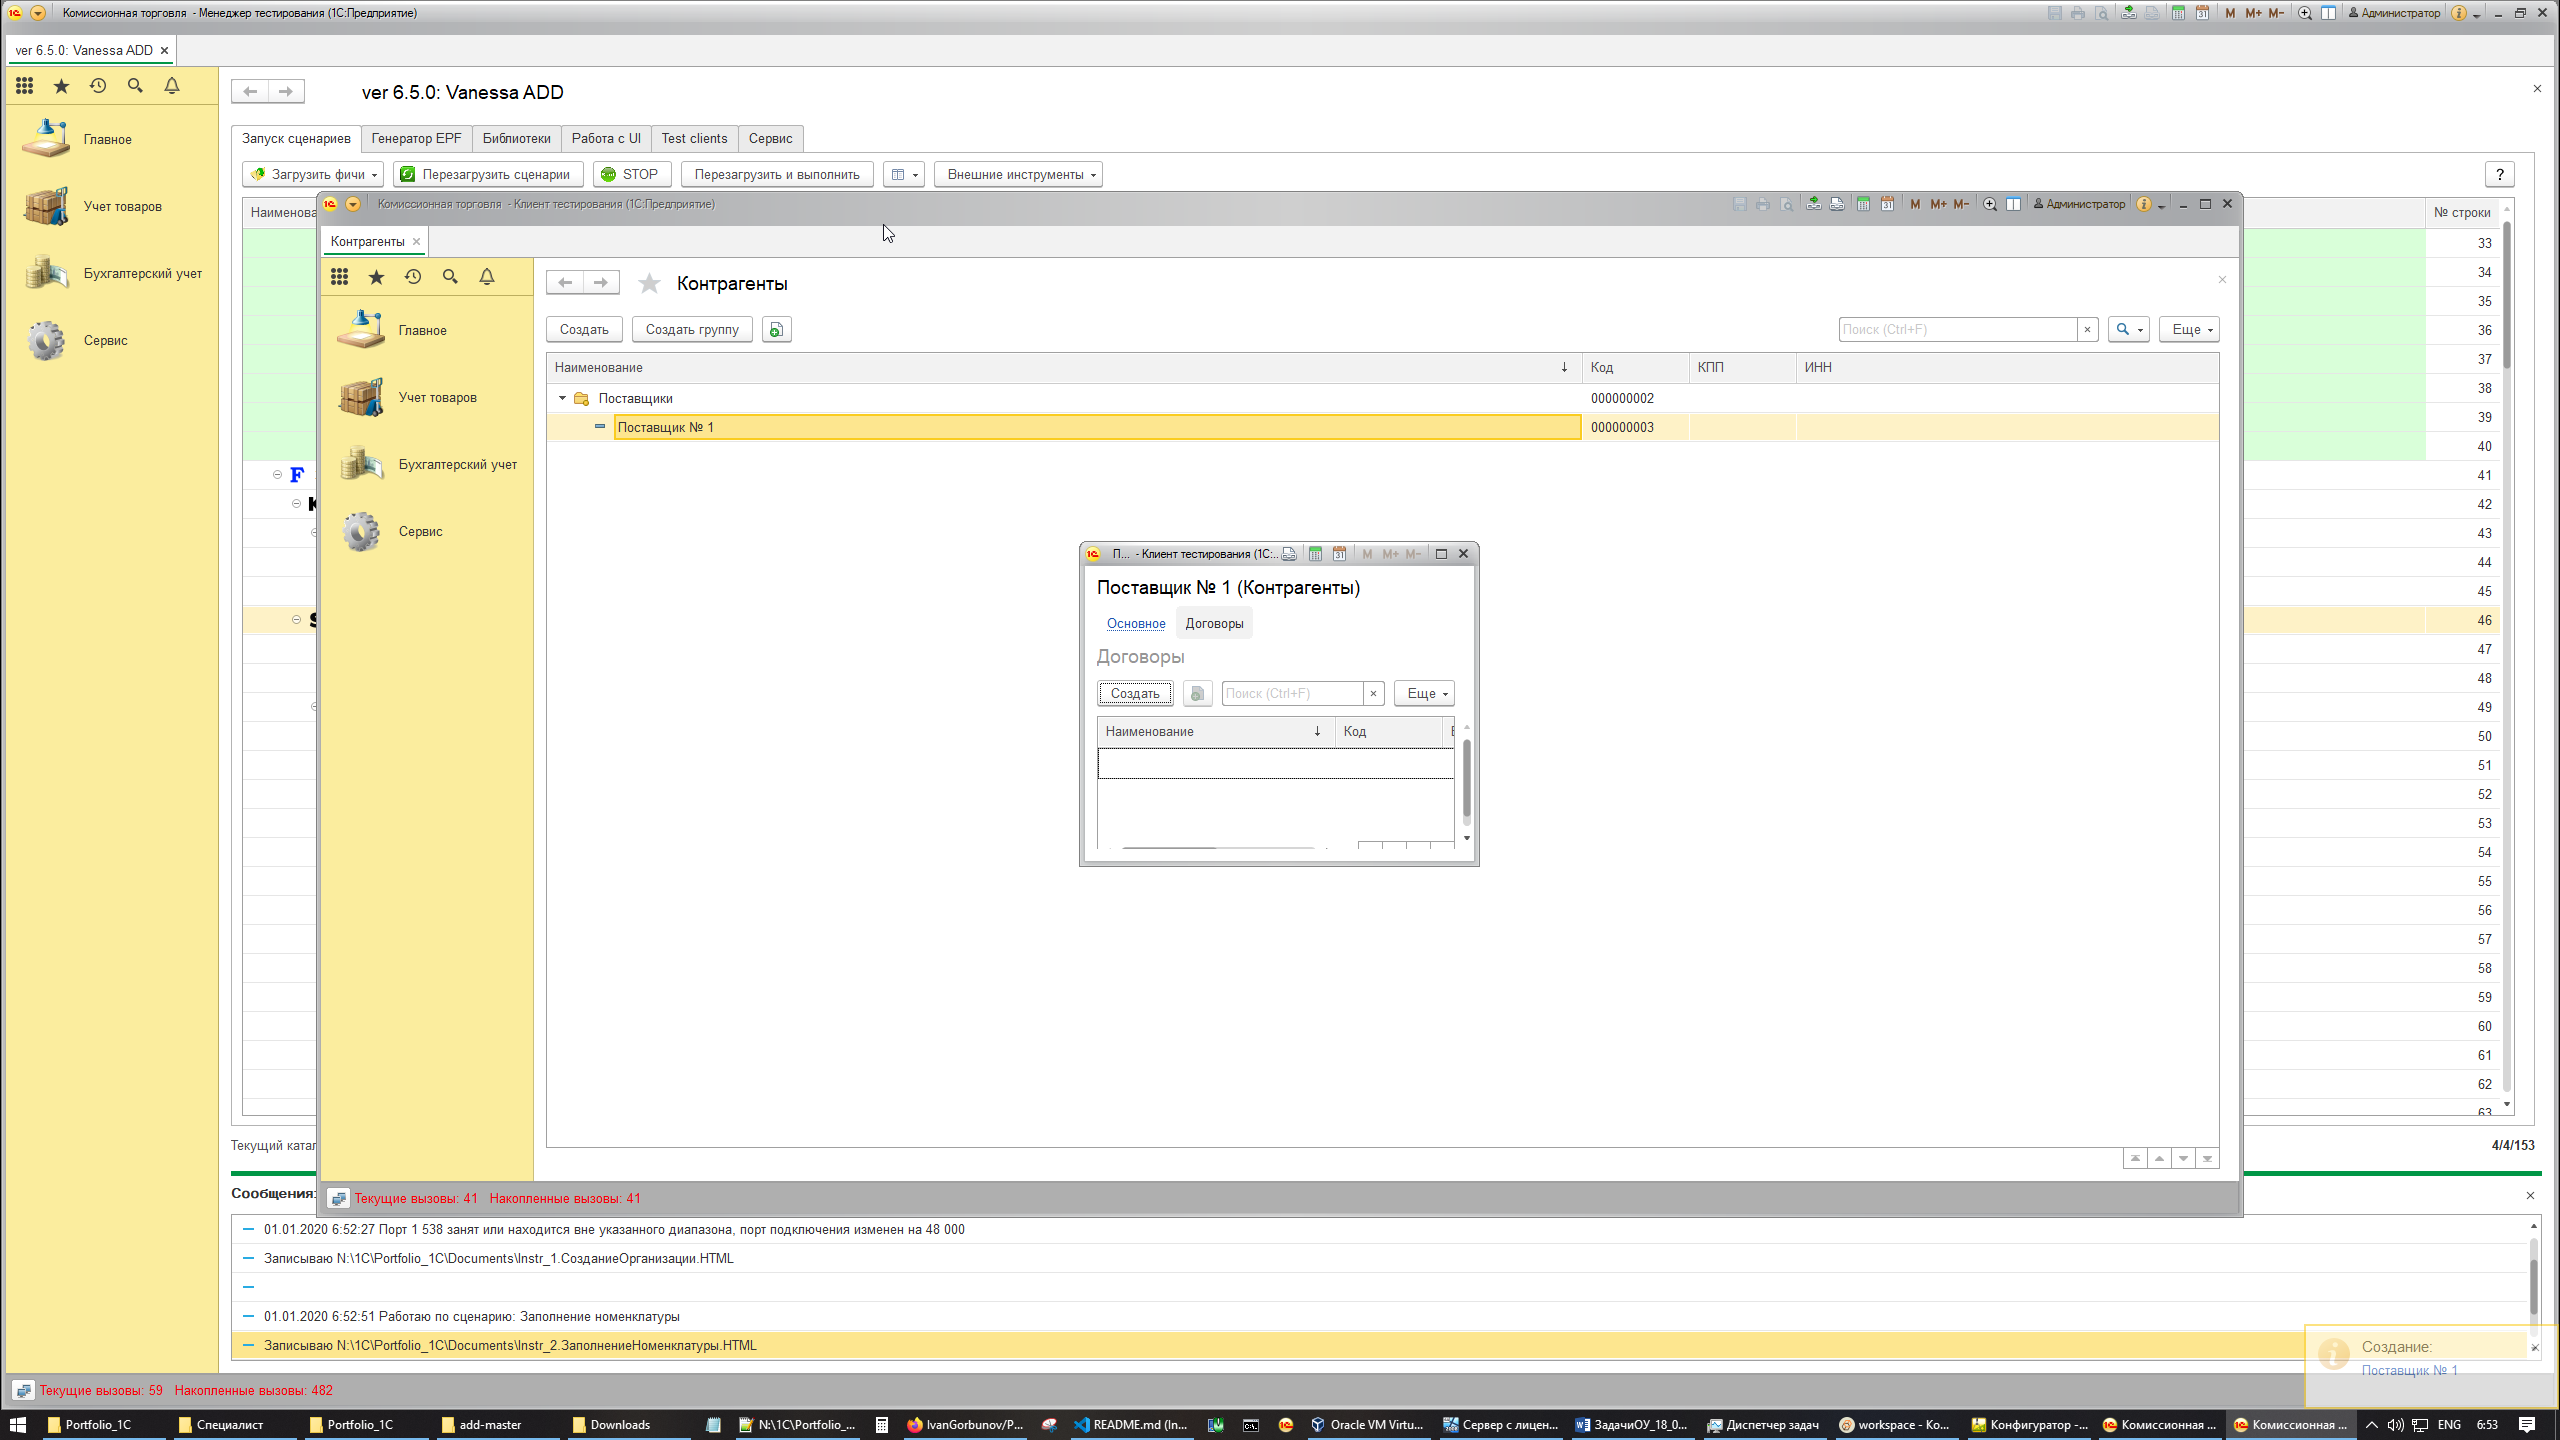 Комиссионная торговля - Менеджер тестирования (1С:Предприятие)
M M+ M- Администратор
ver 6.5.0: Vanessa ADD
ver 6.5.0: Vanessa ADD
Главное
Учет товаров
Бухгалтерский учет
Сервис
Запуск сценариев Генератор EPF Библиотеки Работа с UI Test clients Сервис
Загрузить фичи Перезагрузить сценарии STOP Перезагрузить и выполнить Внешние инструменты ?
Наименова № строки
33
34
35
36
37
38
39
40
F 41
42
43
44
45
46
47
48
49
50
51
52
53
54
55
56
57
58
59
60
61
62
63
Комиссионная торговля - Клиент тестирования (1С:Предприятие)
M M+ M- Администратор
Контрагенты
Контрагенты
Главное
Учет товаров
Бухгалтерский учет
Сервис
Создать Создать группу Поиск (Ctrl+F) Еще
Наименование Код КПП ИНН
Поставщики 000000002
Поставщик № 1 000000003
П... - Клиент тестирования (1С:... M M+ M-
Поставщик № 1 (Контрагенты)
Основное Договоры
Договоры
Создать Поиск (Ctrl+F) Еще
Наименование Код
Текущие вызовы: 41 Накопленные вызовы: 41
Текущий катал 4/4/153
Сообщения:
01.01.2020 6:52:27 Порт 1 538 занят или находится вне указанного диапазона, порт подключения изменен на 48 000
Записываю N:\1C\Portfolio_1C\Documents\Instr_1.СозданиеОрганизации.HTML
01.01.2020 6:52:51 Работаю по сценарию: Заполнение номенклатуры
Записываю N:\1C\Portfolio_1C\Documents\Instr_2.ЗаполнениеНоменклатуры.HTML
Создание:
Поставщик № 1
Текущие вызовы: 59 Накопленные вызовы: 482
Portfolio_1C Специалист Portfolio_1C add-master Downloads N:\1C\Portfolio_... IvanGorbunov/P... README.md (In... Oracle VM Virtu... Сервер с лицен... ЗадачиОУ_18_0... Диспетчер задач workspace - Ко... Конфигуратор -... Комиссионная ... Комиссионная ... ENG 6:53